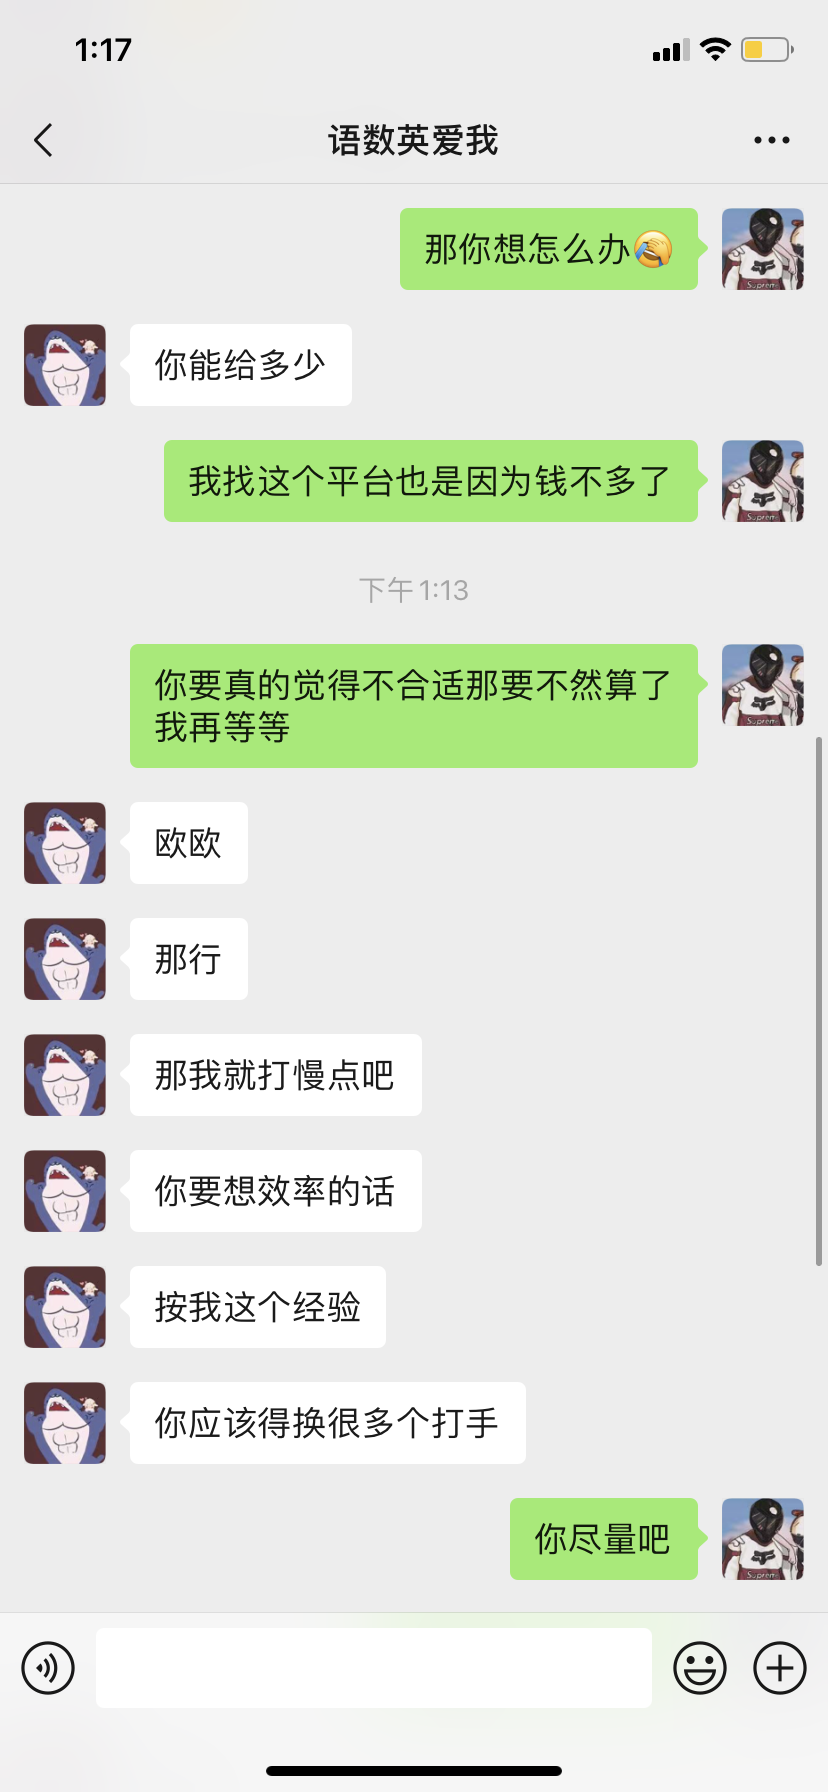 1:17
语数英爱我
那你想怎么办🤣
你能给多少
我找这个平台也是因为钱不多了
下午 1:13
你要真的觉得不合适那要不然算了
我再等等
欧欧
那行
那我就打慢点吧
你要想效率的话
按我这个经验
你应该得换很多个打手
你尽量吧